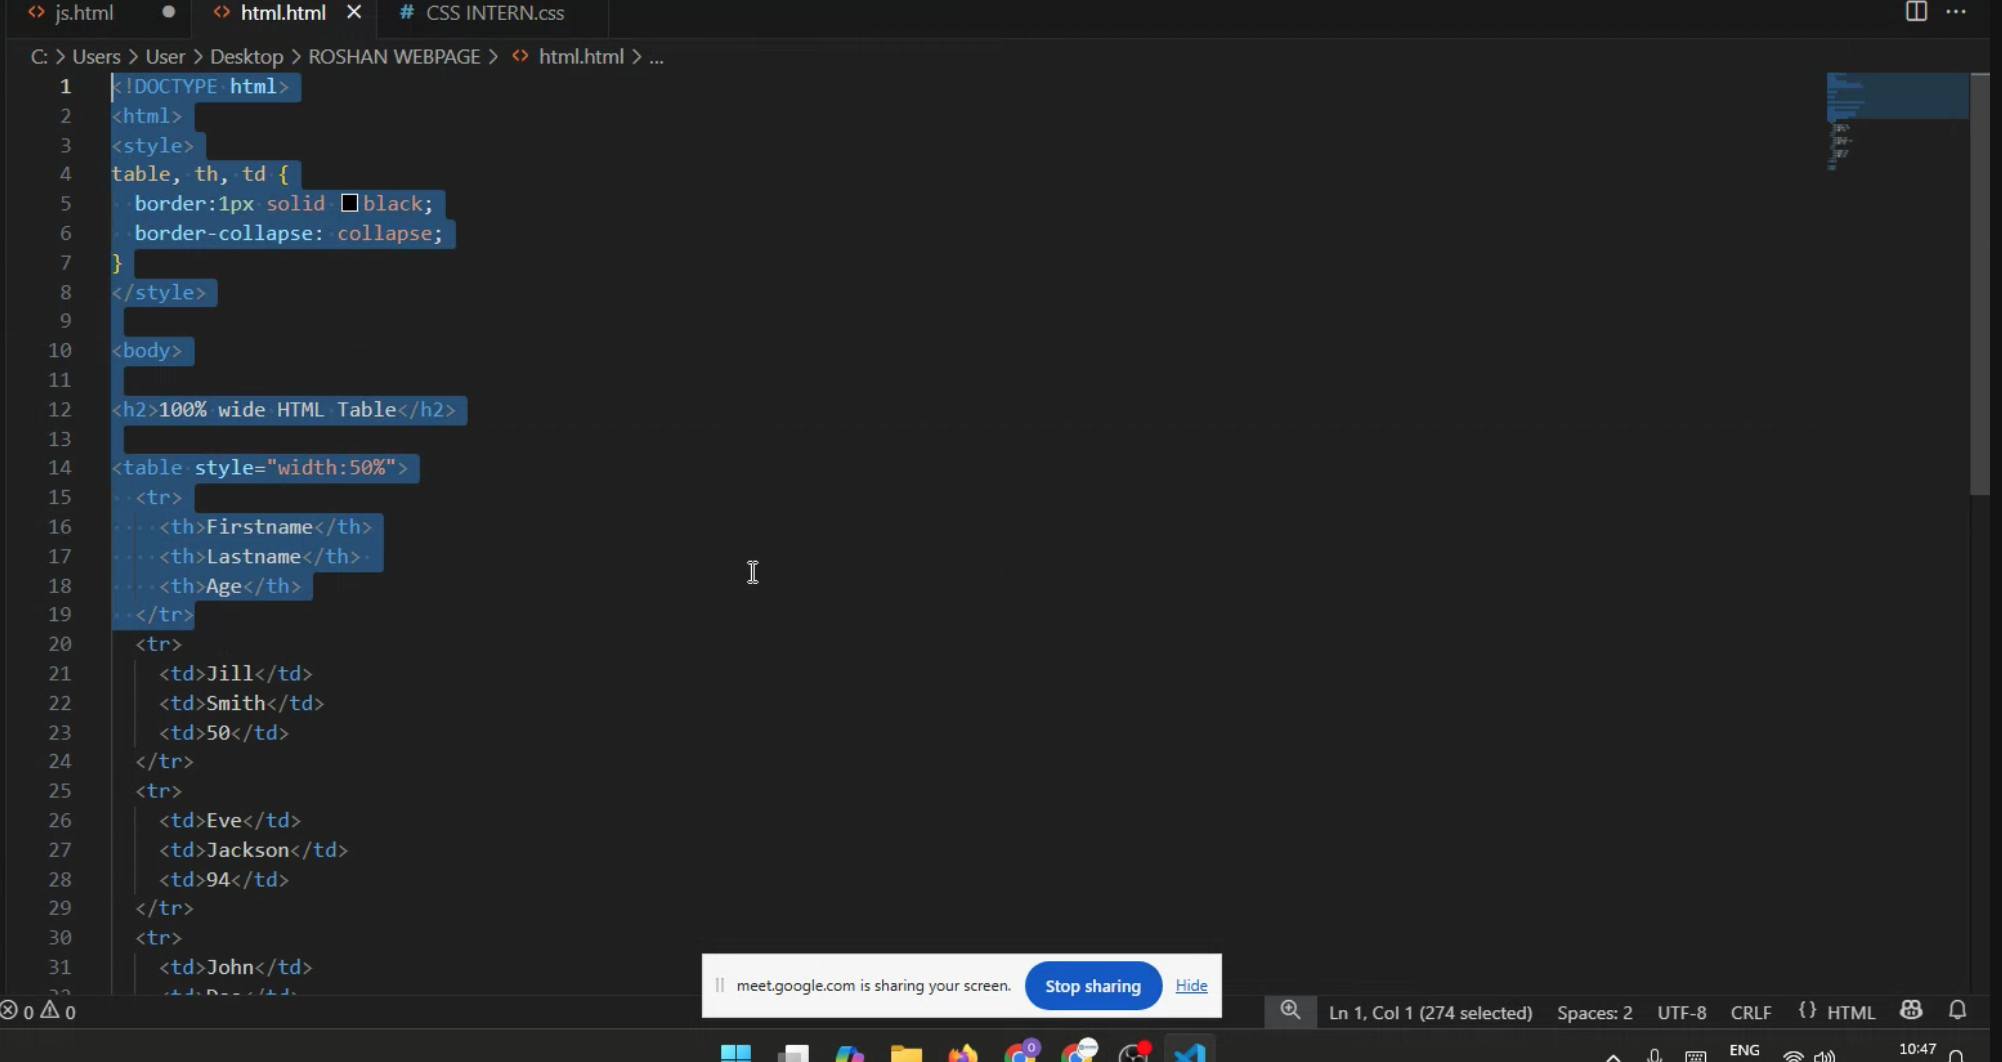 js.html
html.html
# CSS INTERN.css
C: > Users > User > Desktop > ROSHAN WEBPAGE > html.html > ...
1 <!DOCTYPE html>
2 <html>
3 <style>
4 table, th, td {
5 border:1px solid black;
6 border-collapse: collapse;
7 }
8 </style>
9
10 <body>
11
12 <h2>100% wide HTML Table</h2>
13
14 <table style="width:50%">
15 <tr>
16 <th>Firstname</th>
17 <th>Lastname</th>
18 <th>Age</th>
19 </tr>
20 <tr>
21 <td>Jill</td>
22 <td>Smith</td>
23 <td>50</td>
24 </tr>
25 <tr>
26 <td>Eve</td>
27 <td>Jackson</td>
28 <td>94</td>
29 </tr>
30 <tr>
31 <td>John</td>
meet.google.com is sharing your screen. Stop sharing Hide
0 0 Ln 1, Col 1 (274 selected) Spaces: 2 UTF-8 CRLF {} HTML
0
ENG
10:47